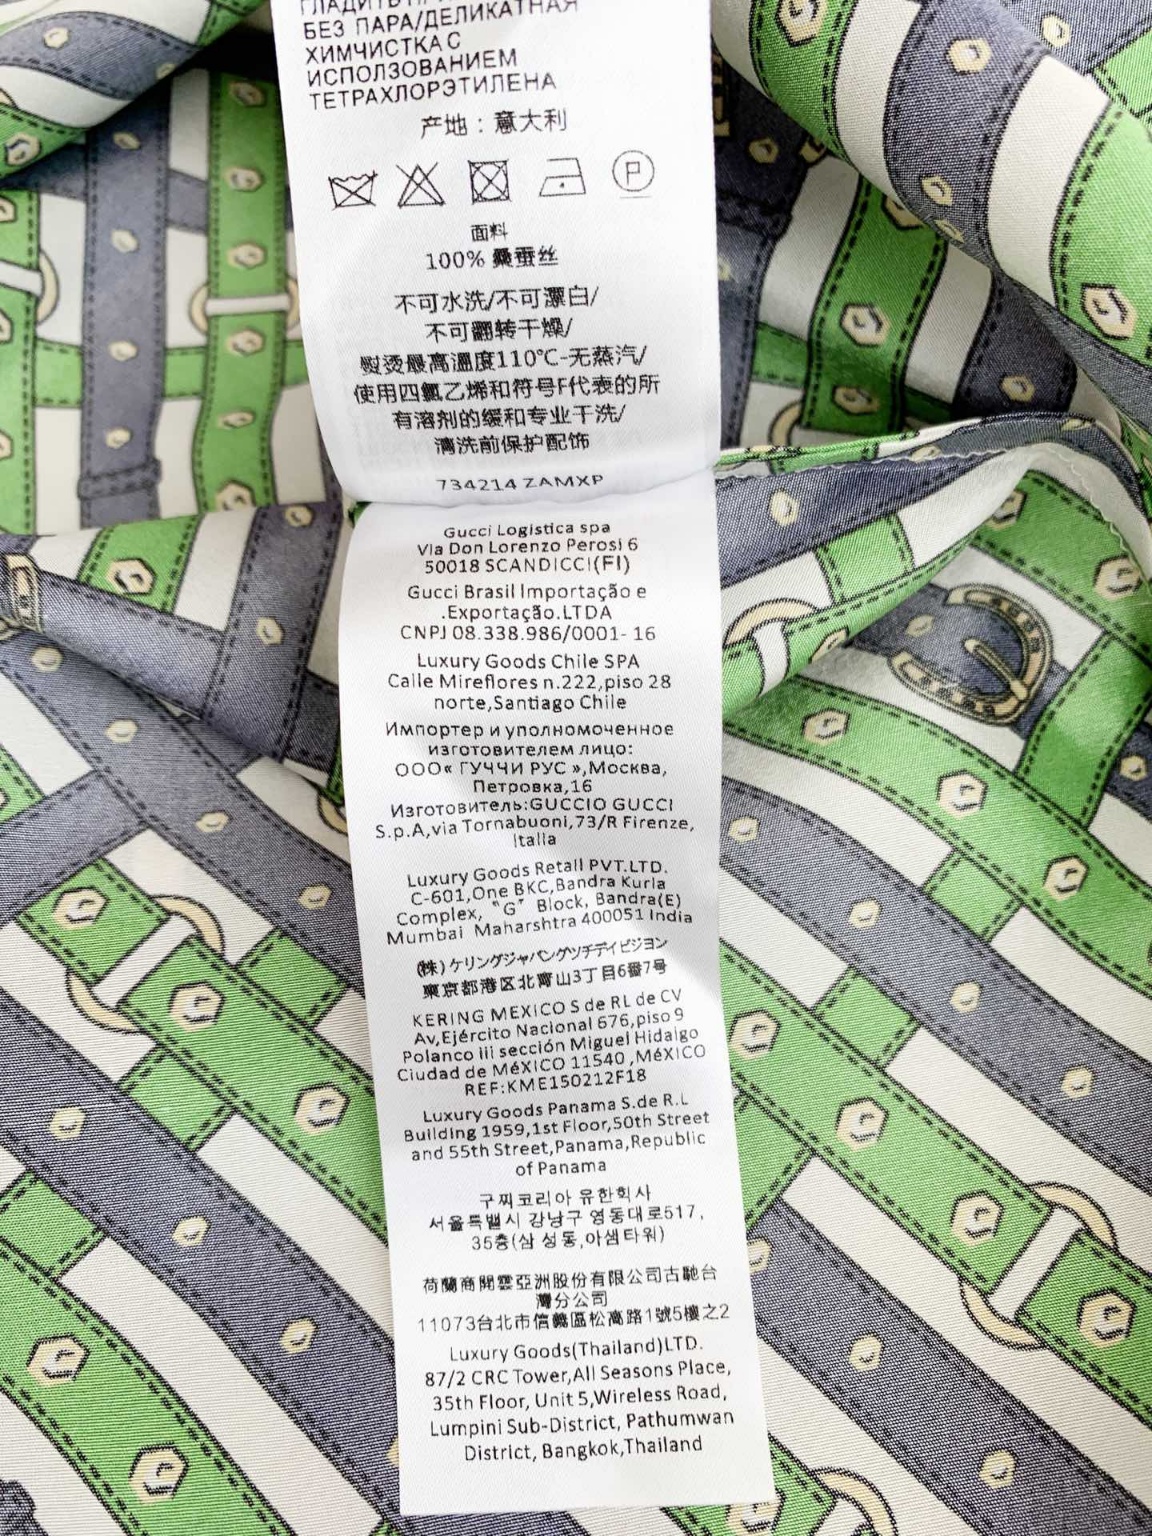 БЕЗ ПАРА/ДЕЛИКАТНАЯ
ХИМЧИСТКА С
ИСПОЛЗОВАНИЕМ
ТЕТРАХЛОРЭТИЛЕНА
产地：意大利
P
面料
100% 桑蚕丝
不可水洗/不可漂白/
不可翻转干燥/
熨烫最高温度110℃-无蒸汽/
使用四氯乙烯和符号F代表的所
有溶剂的缓和专业干洗/
清洗前保护配饰
734214 ZAMXP
Gucci Logistica spa
Via Don Lorenzo Perosi 6
50018 SCANDICCI(FI)
Gucci Brasil Importação e
.Exportação.LTDA
CNPJ 08.338.986/0001- 16
Luxury Goods Chile SPA
Calle Mireflores n.222,piso 28
norte,Santiago Chile
Импортер и уполномоченное
изготовителем лицо:
ООО« ГУЧЧИ РУС »,Москва,
Петровка,16
Изготовитель:GUCCIO GUCCI
S.p.A,via Tornabuoni,73/R Firenze,
Italia
Luxury Goods Retail PVT.LTD.
C-601,One BKC,Bandra Kurla
Complex, "G" Block, Bandra(E)
Mumbai Maharshtra 400051 India
(株)ケリングジャパングッチディビジョン
東京都港区北青山3丁目6番7号
KERING MEXICO S de RL de CV
Av,Ejército Nacional 676,piso 9
Polanco iii sección Miguel Hidalgo
Ciudad de MéXICO 11540 ,MéXICO
REF:KME150212F18
Luxury Goods Panama S.de R.L
Building 1959,1st Floor,50th Street
and 55th Street,Panama,Republic
of Panama
구찌코리아 유한회사
서울특별시 강남구 영동대로517,
35층(삼성동,아셈타워)
荷蘭商開雲亞洲股份有限公司古馳台
灣分公司
11073台北市信義區松高路1號5樓之2
Luxury Goods(Thailand)LTD.
87/2 CRC Tower,All Seasons Place,
35th Floor, Unit 5,Wireless Road,
Lumpini Sub-District, Pathumwan
District, Bangkok,Thailand